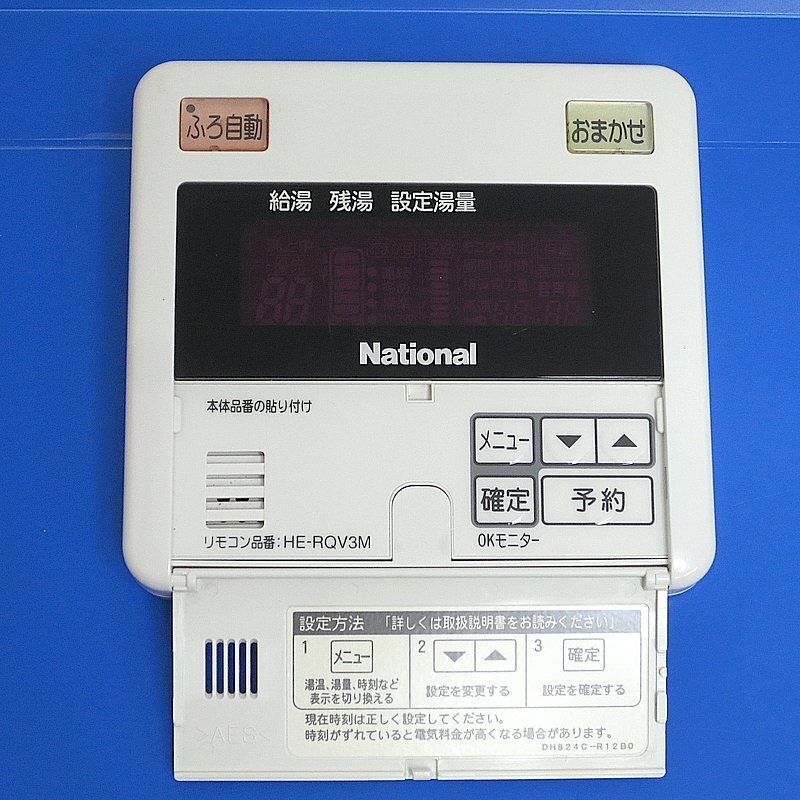 ふろ自動
おまかせ
給湯 残湯 設定湯量
National
本体品番の貼り付け
メニュー
確定 予約
リモコン品番:HE-RQV3M
OKモニター
設定方法 「詳しくは取扱説明書をお読みください」
1 メニュー
湯温、湯量、時刻など
表示を切り換える
2
設定を変更する
3 確定
設定を確定する
現在時刻は正しく設定してください。
時刻がずれていると電気料金が高くなる場合があります。
DH824C-R12B0
>AES<